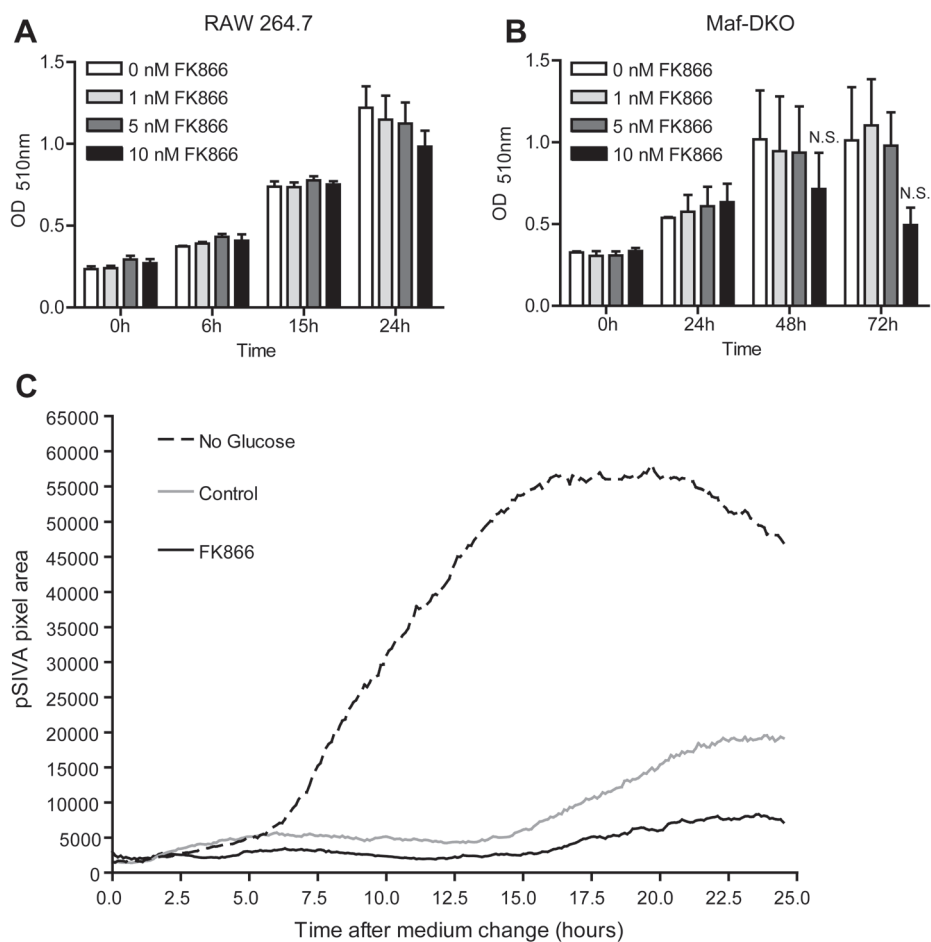 A
RAW 264.7
1.5
1.0
0.5
0.0
OD 510nm
0 nM FK866
1 nM FK866
5 nM FK866
10 nM FK866
0h 6h 15h 24h
Time
B
Maf-DKO
1.5
1.0
0.5
0.0
OD 510nm
0 nM FK866
1 nM FK866
5 nM FK866
10 nM FK866
N.S.
N.S.
0h 24h 48h 72h
Time
C
65000
60000
55000
50000
45000
40000
35000
30000
25000
20000
15000
10000
5000
0
pSIVA pixel area
No Glucose
Control
FK866
0.0 2.5 5.0 7.5 10.0 12.5 15.0 17.5 20.0 22.5 25.0
Time after medium change (hours)